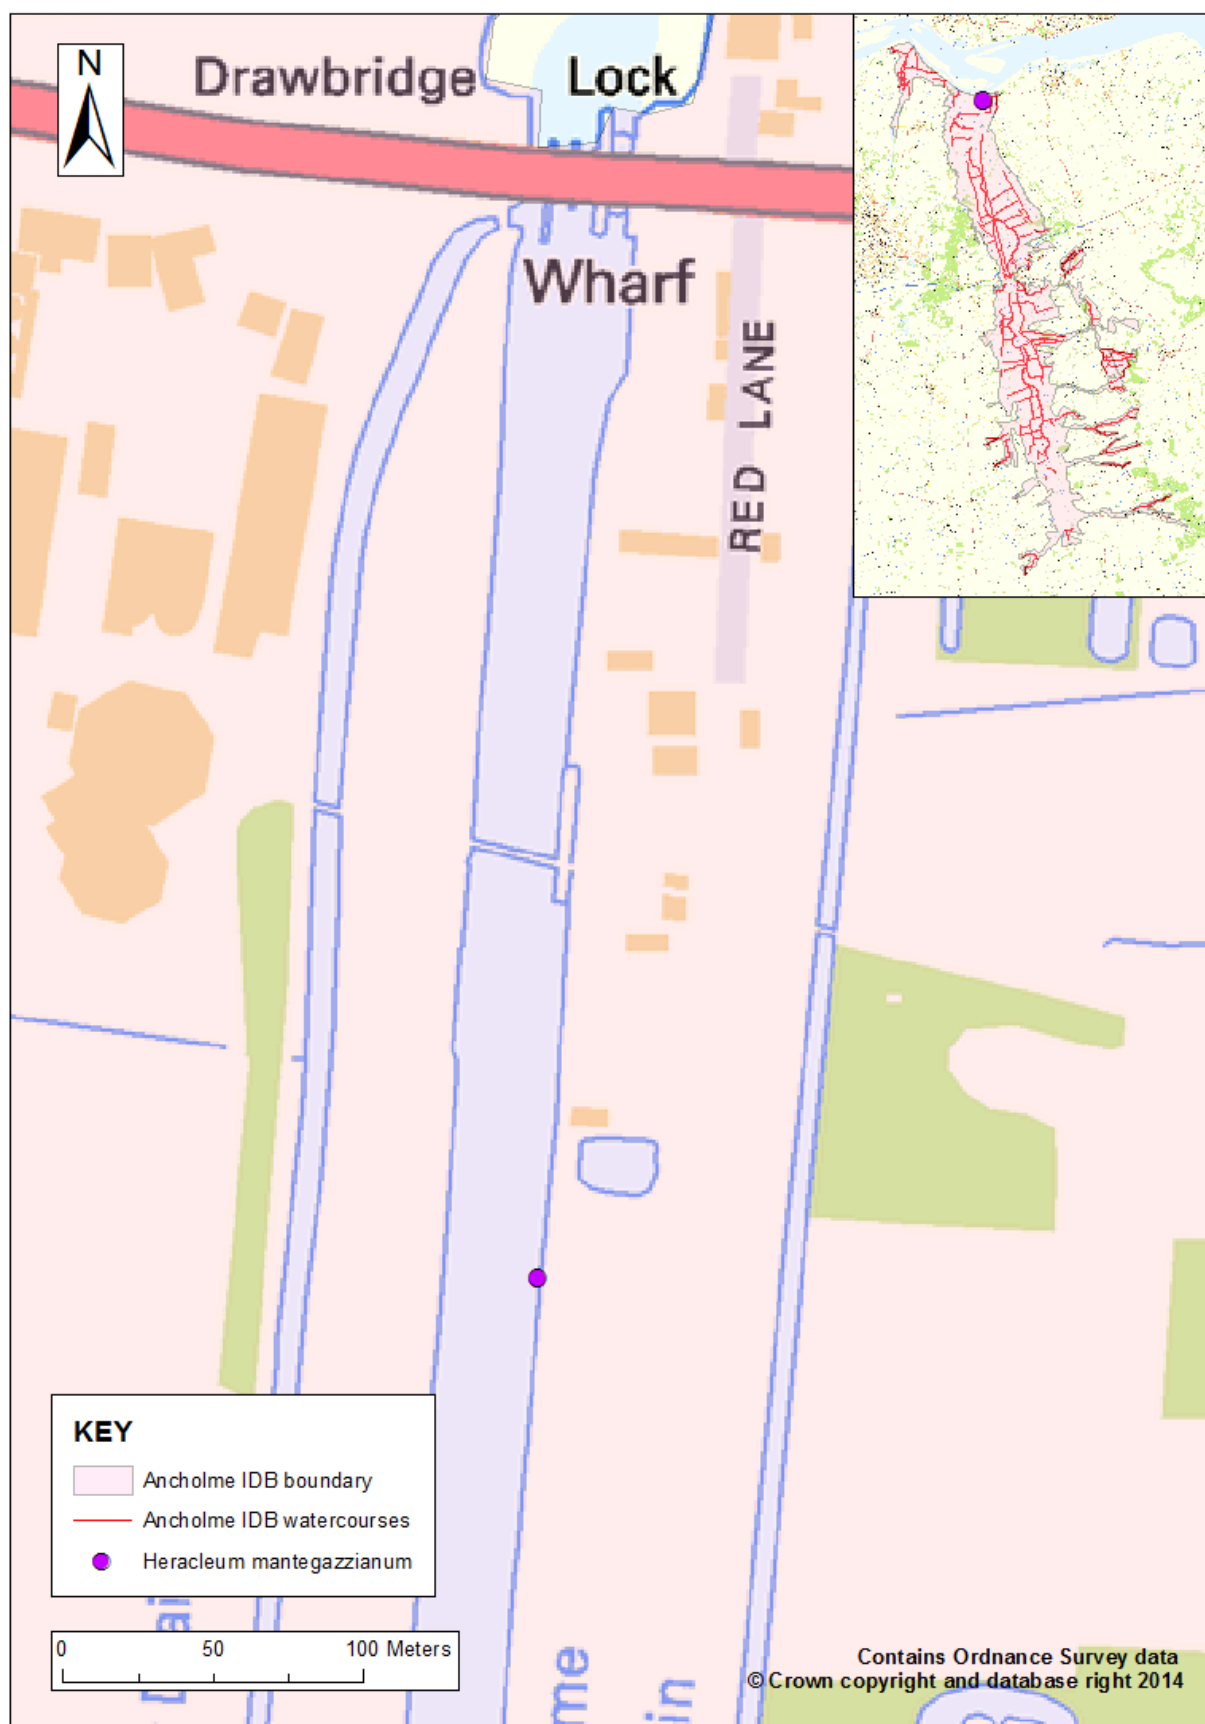 N
Drawbridge
Lock
Wharf
RED LANE
KEY
Ancholme IDB boundary
Ancholme IDB watercourses
Heracleum mantegazzianum
0 50 100 Meters
Contains Ordnance Survey data
© Crown copyright and database right 2014